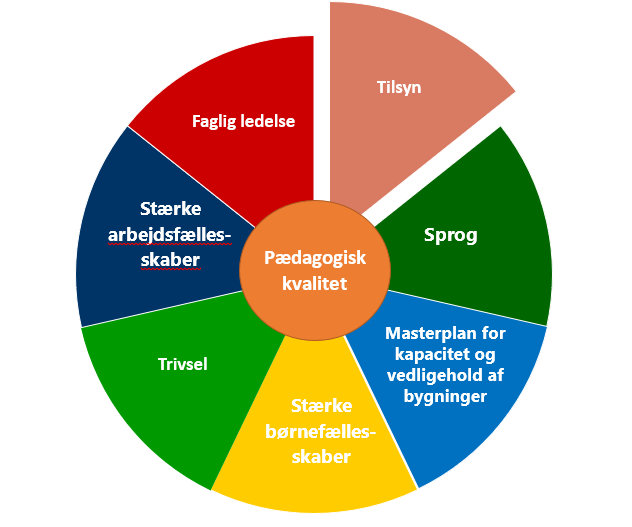 Tilsyn
Faglig ledelse
Stærke
arbejdsfælles-
skaber
Sprog
Pædagogisk
kvalitet
Masterplan for
kapacitet og
vedligehold af
bygninger
Trivsel
Stærke
børnefælles-
skaber